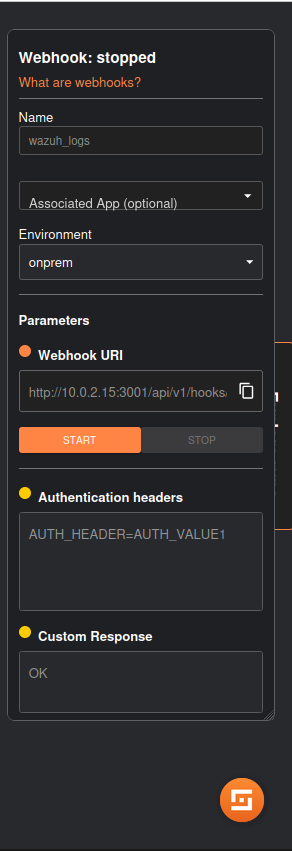 Webhook: stopped
What are webhooks?
Name
wazuh_logs
Associated App (optional)
Environment
onprem
Parameters
Webhook URI
http://10.0.2.15:3001/api/v1/hooks/
START
STOP
Authentication headers
AUTH_HEADER=AUTH_VALUE1
Custom Response
OK